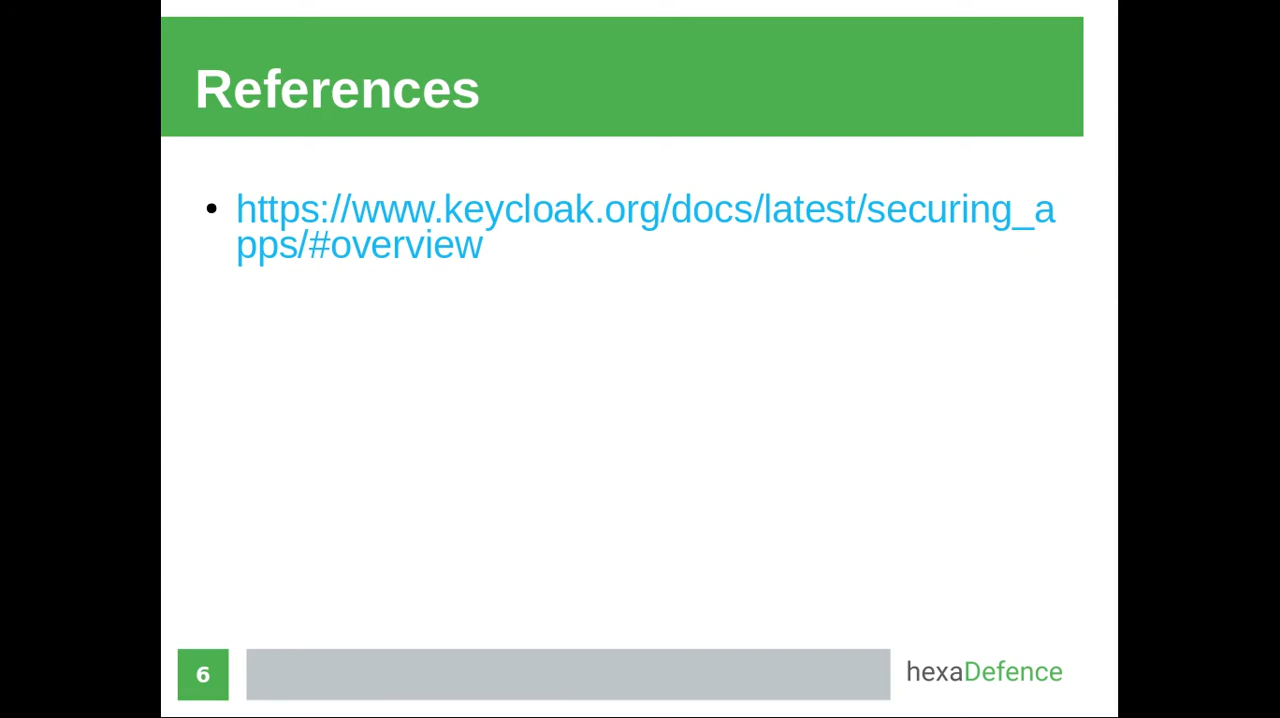 References
• https://www.keycloak.org/docs/latest/securing_a
pps/#overview
6
hexaDefence